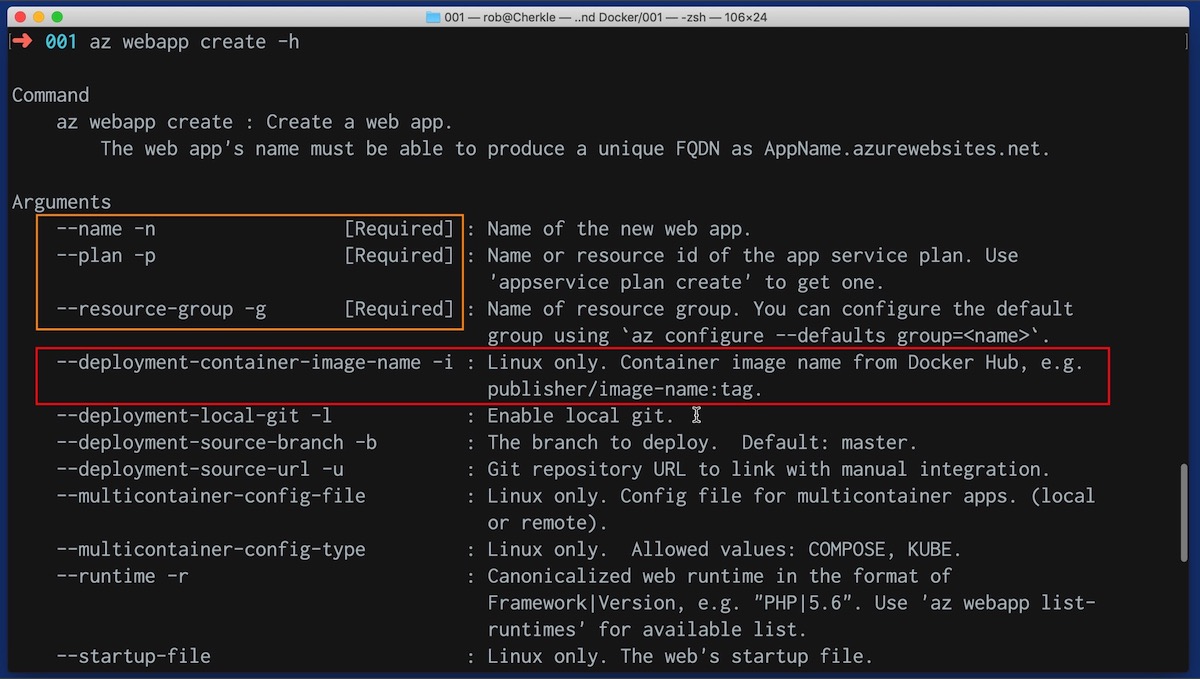 001 — rob@Cherkle — ..nd Docker/001 — -zsh — 106×24
[➜ 001 az webapp create -h ]
Command
az webapp create : Create a web app.
The web app's name must be able to produce a unique FQDN as AppName.azurewebsites.net.
Arguments
--name -n [Required] : Name of the new web app.
--plan -p [Required] : Name or resource id of the app service plan. Use
'appservice plan create' to get one.
--resource-group -g [Required] : Name of resource group. You can configure the default
group using `az configure --defaults group=<name>`.
--deployment-container-image-name -i : Linux only. Container image name from Docker Hub, e.g.
publisher/image-name:tag.
--deployment-local-git -l : Enable local git.
--deployment-source-branch -b : The branch to deploy.  Default: master.
--deployment-source-url -u : Git repository URL to link with manual integration.
--multicontainer-config-file : Linux only. Config file for multicontainer apps. (local
or remote).
--multicontainer-config-type : Linux only.  Allowed values: COMPOSE, KUBE.
--runtime -r : Canonicalized web runtime in the format of
Framework|Version, e.g. "PHP|5.6". Use 'az webapp list-
runtimes' for available list.
--startup-file : Linux only. The web's startup file.